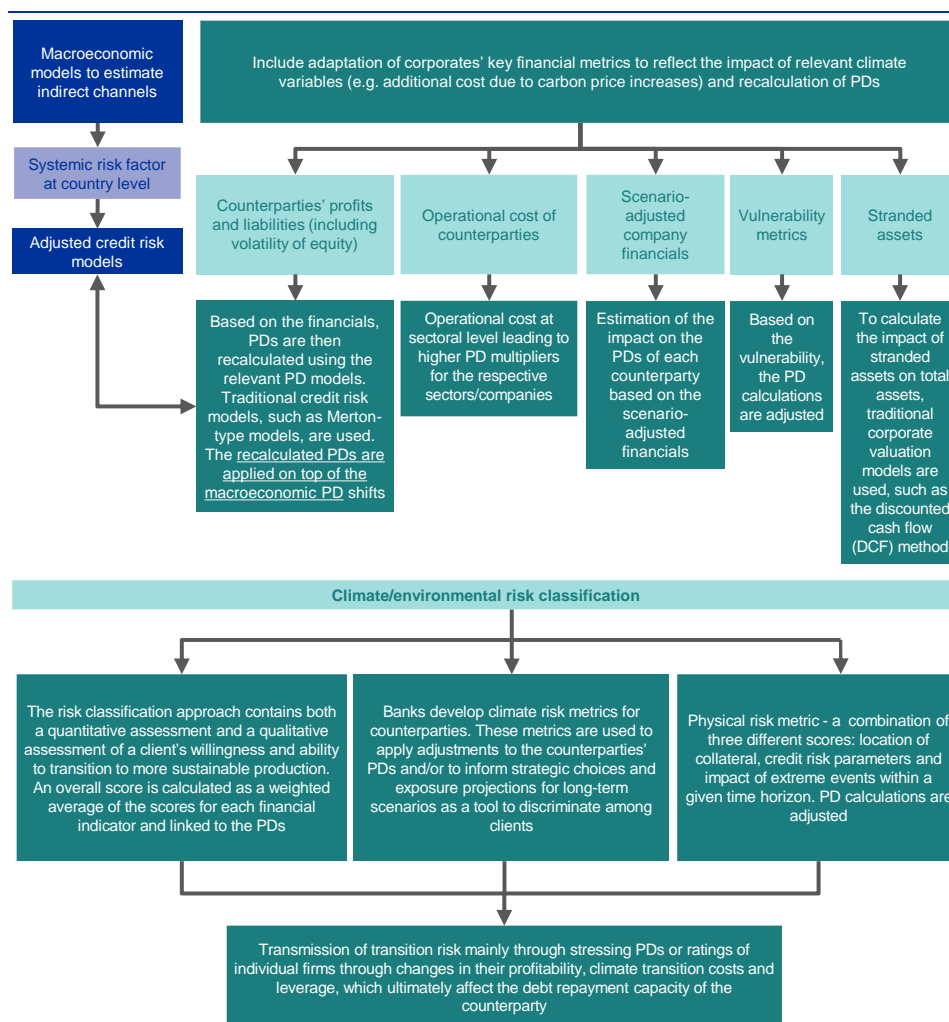 Macroeconomic
models to estimate
indirect channels
Include adaptation of corporates' key financial metrics to reflect the impact of relevant climate
variables (e.g. additional cost due to carbon price increases) and recalculation of PDs
Systemic risk factor
at country level
Adjusted credit risk
models
Counterparties' profits
and liabilities (including
volatility of equity)
Operational cost of
counterparties
Scenario-
adjusted
company
financials
Vulnerability
metrics
Stranded
assets
Based on the financials,
PDs are then
recalculated using the
relevant PD models.
Traditional credit risk
models, such as Merton-
type models, are used.
The recalculated PDs are
applied on top of the
macroeconomic PD shifts
Operational cost at
sectoral level leading to
higher PD multipliers
for the respective
sectors/companies
Estimation of the
impact on the
PDs of each
counterparty
based on the
scenario-
adjusted
financials
Based on
the
vulnerability,
the PD
calculations
are adjusted
To calculate
the impact of
stranded
assets on total
assets,
traditional
corporate
valuation
models are
used, such as
the discounted
cash flow
(DCF) method
Climate/environmental risk classification
The risk classification approach contains both
a quantitative assessment and a qualitative
assessment of a client's willingness and ability
to transition to more sustainable production.
An overall score is calculated as a weighted
average of the scores for each financial
indicator and linked to the PDs
Banks develop climate risk metrics for
counterparties. These metrics are used to
apply adjustments to the counterparties'
PDs and/or to inform strategic choices and
exposure projections for long-term
scenarios as a tool to discriminate among
clients
Physical risk metric - a combination of
three different scores: location of
collateral, credit risk parameters and
impact of extreme events within a
given time horizon. PD calculations are
adjusted
Transmission of transition risk mainly through stressing PDs or ratings of
individual firms through changes in their profitability, climate transition costs and
leverage, which ultimately affect the debt repayment capacity of the
counterparty